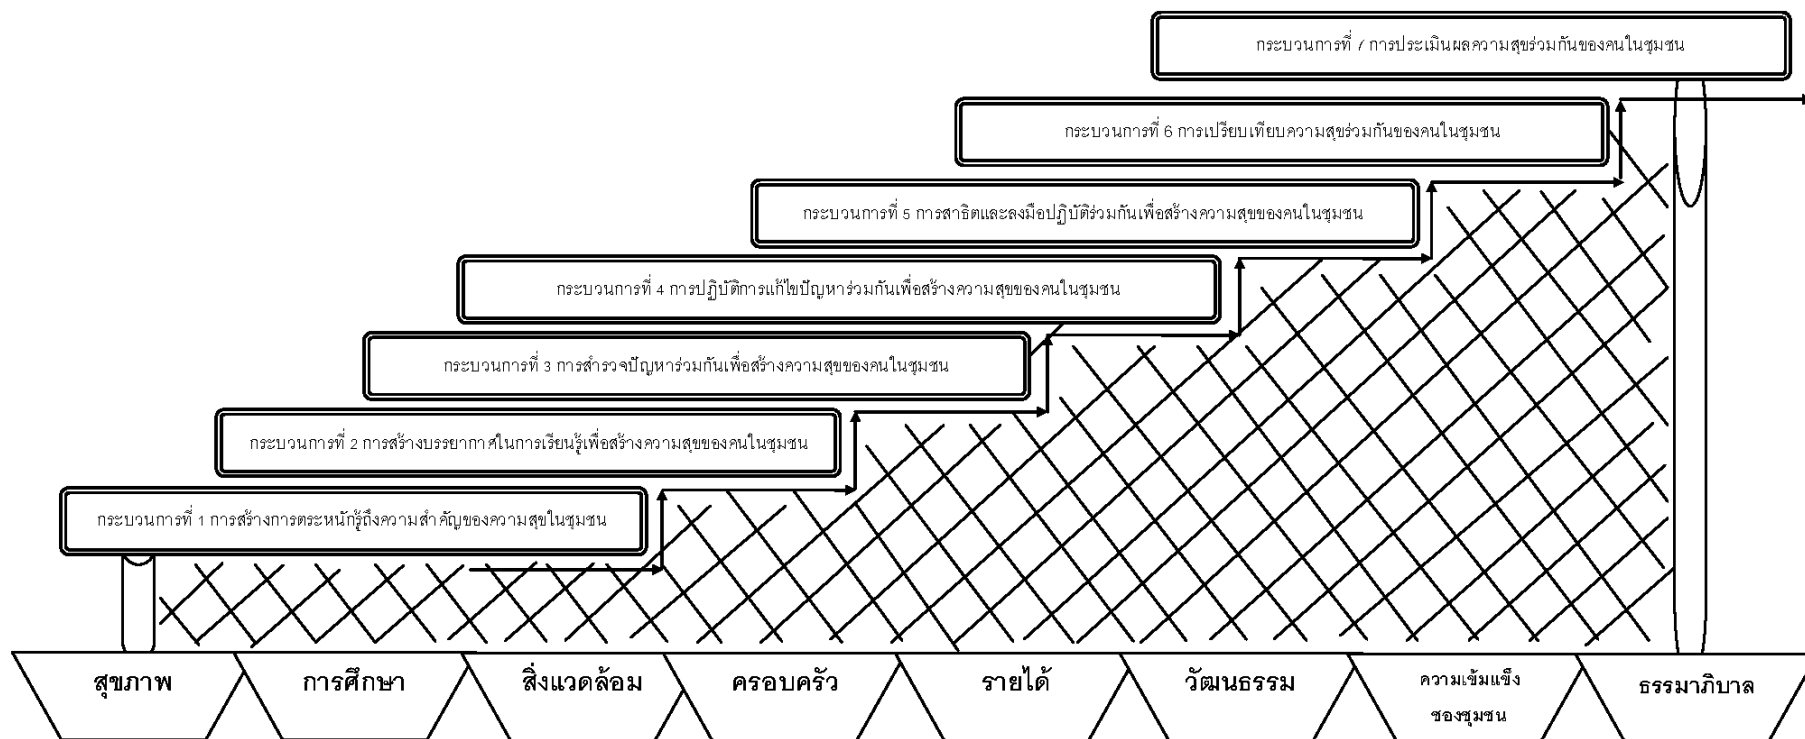 กระบวนการที่ 7 การประเมินผลความสุขร่วมกันของคนในชุมชน
กระบวนการที่ 6 การเปรียบเทียบความสุขร่วมกันของคนในชุมชน
กระบวนการที่ 5 การสาธิตและลงมือปฏิบัติร่วมกันเพื่อสร้างความสุขของคนในชุมชน
กระบวนการที่ 4 การปฏิบัติการแก้ไขปัญหาร่วมกันเพื่อสร้างความสุขของคนในชุมชน
กระบวนการที่ 3 การสำรวจปัญหาร่วมกันเพื่อสร้างความสุขของคนในชุมชน
กระบวนการที่ 2 การสร้างบรรยากาศในการเรียนรู้เพื่อสร้างความสุขของคนในชุมชน
กระบวนการที่ 1 การสร้างการตระหนักรู้ถึงความสำคัญของความสุขในชุมชน
สุขภาพ
การศึกษา
สิ่งแวดล้อม
ครอบครัว
รายได้
วัฒนธรรม
ความเข้มแข็ง
ของชุมชน
ธรรมาภิบาล